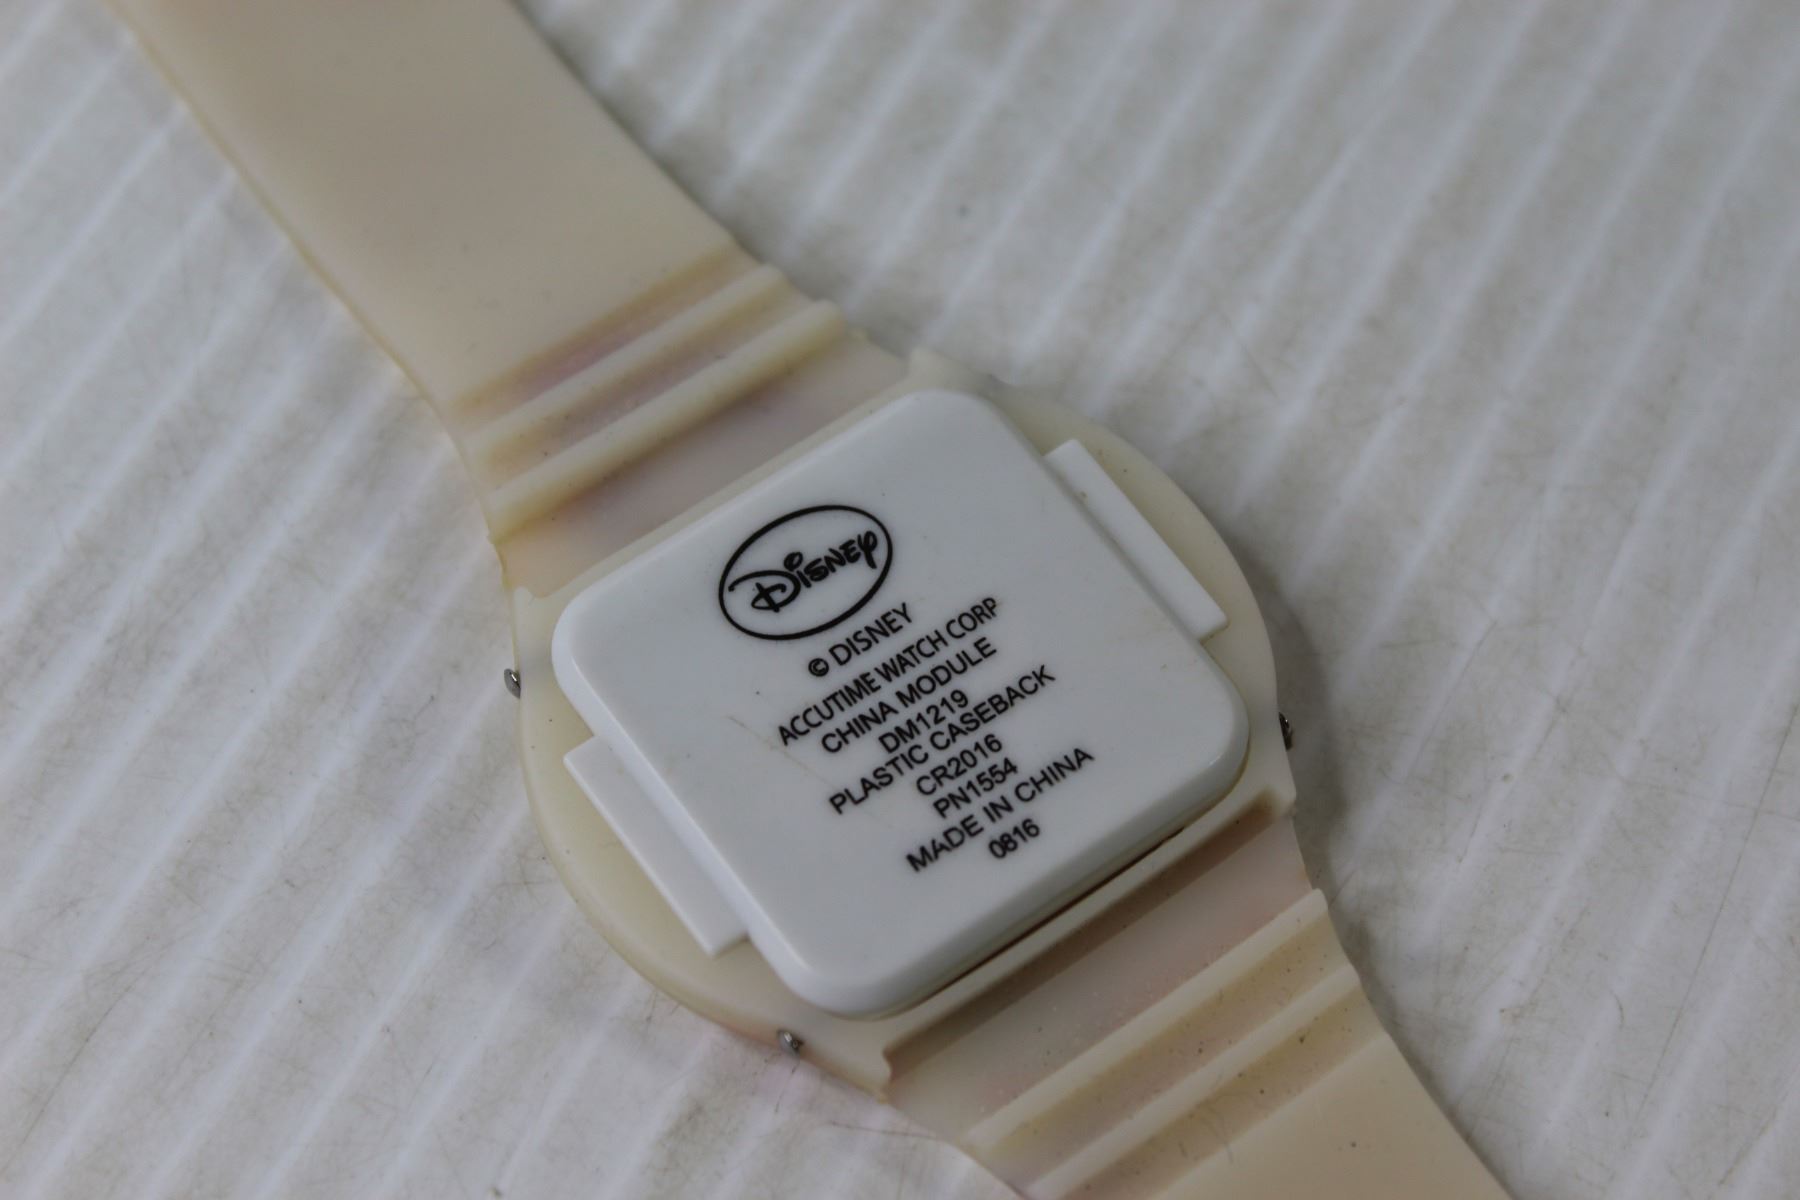 Disney
© DISNEY
ACCUTIME WATCH CORP
CHINA MODULE
DM1219
PLASTIC CASEBACK
CR2016
PN1554
MADE IN CHINA
0816